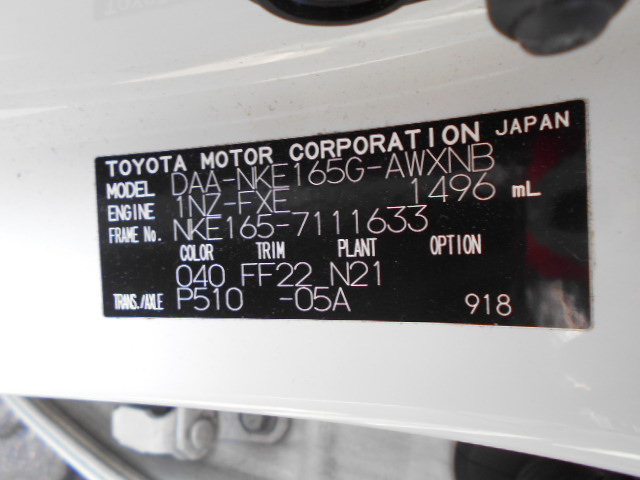 TOYOTA MOTOR CORPORATION JAPAN
MODEL DAA-NKE165G-AWXNB
ENGINE 1NZ-FXE 1496 mL
FRAME No. NKE165-7111633
COLOR TRIM PLANT OPTION
040 FF22 N21
TRANS./AXLE P510 -05A 918